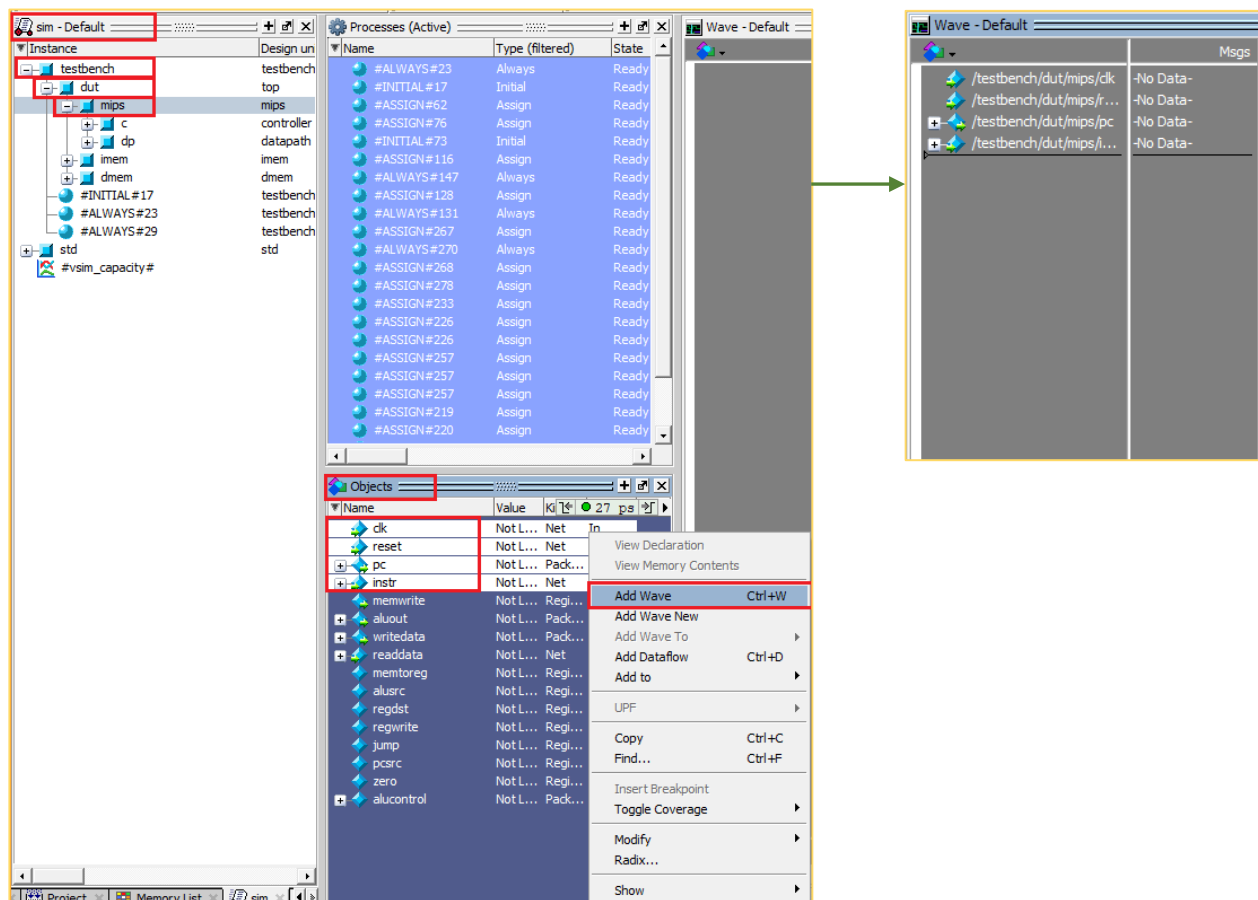 sim - Default
Instance Design un
testbench testbench
dut top
mips mips
c controller
dp datapath
imem imem
dmem dmem
#INITIAL#17 testbench
#ALWAYS#23 testbench
#ALWAYS#29 testbench
std std
#vsim_capacity#
Project Memory List sim
Processes (Active)
Name Type (filtered) State
#ALWAYS#23 Always Ready
#INITIAL#17 Initial Ready
#ASSIGN#62 Assign Ready
#ASSIGN#76 Assign Ready
#INITIAL#73 Initial Ready
#ASSIGN#116 Assign Ready
#ALWAYS#147 Always Ready
#ASSIGN#128 Assign Ready
#ALWAYS#131 Always Ready
#ASSIGN#267 Assign Ready
#ALWAYS#270 Always Ready
#ASSIGN#268 Assign Ready
#ASSIGN#278 Assign Ready
#ASSIGN#233 Assign Ready
#ASSIGN#226 Assign Ready
#ASSIGN#226 Assign Ready
#ASSIGN#257 Assign Ready
#ASSIGN#257 Assign Ready
#ASSIGN#257 Assign Ready
#ASSIGN#219 Assign Ready
#ASSIGN#220 Assign Ready
Objects
Name Value Ki 27 ps
clk Not L... Net In
reset Not L... Net
pc Not L... Pack...
instr Not L... Net
memwrite Not L... Regi...
aluout Not L... Pack...
writedata Not L... Pack...
readdata Not L... Net
memtoreg Not L... Regi...
alusrc Not L... Regi...
regdst Not L... Regi...
regwrite Not L... Regi...
jump Not L... Regi...
pcsrc Not L... Regi...
zero Not L... Regi...
alucontrol Not L... Pack...
View Declaration
View Memory Contents
Add Wave Ctrl+W
Add Wave New
Add Wave To
Add Dataflow Ctrl+D
Add to
UPF
Copy Ctrl+C
Find... Ctrl+F
Insert Breakpoint
Toggle Coverage
Modify
Radix...
Show
Wave - Default
Wave - Default
Msgs
/testbench/dut/mips/clk -No Data-
/testbench/dut/mips/r... -No Data-
/testbench/dut/mips/pc -No Data-
/testbench/dut/mips/i... -No Data-